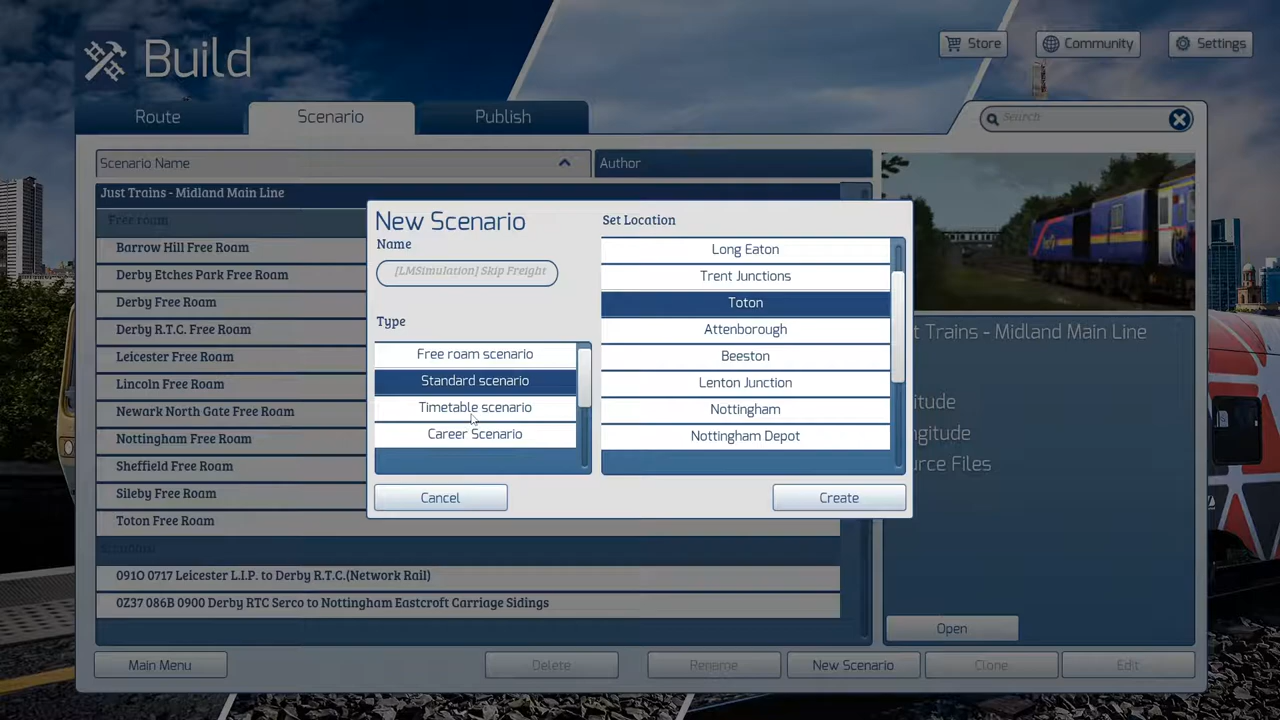 Build
Store
Community
Settings
Route
Scenario
Publish
Search
Scenario Name
Author
Just Trains - Midland Main Line
Free roam
Barrow Hill Free Roam
Derby Etches Park Free Roam
Derby Free Roam
Derby R.T.C. Free Roam
Leicester Free Roam
Lincoln Free Roam
Newark North Gate Free Roam
Nottingham Free Roam
Sheffield Free Roam
Sileby Free Roam
Toton Free Roam
Standard
091O 0717 Leicester L.I.P. to Derby R.T.C.(Network Rail)
0Z37 086B 0900 Derby RTC Serco to Nottingham Eastcroft Carriage Sidings
New Scenario
Name
[LMSimulation] Skip Freight
Type
Free roam scenario
Standard scenario
Timetable scenario
Career Scenario
Set Location
Long Eaton
Trent Junctions
Toton
Attenborough
Beeston
Lenton Junction
Nottingham
Nottingham Depot
Cancel
Create
t Trains - Midland Main Line
itude
ngitude
urce Files
Open
Main Menu
Delete
Rename
New Scenario
Clone
Edit